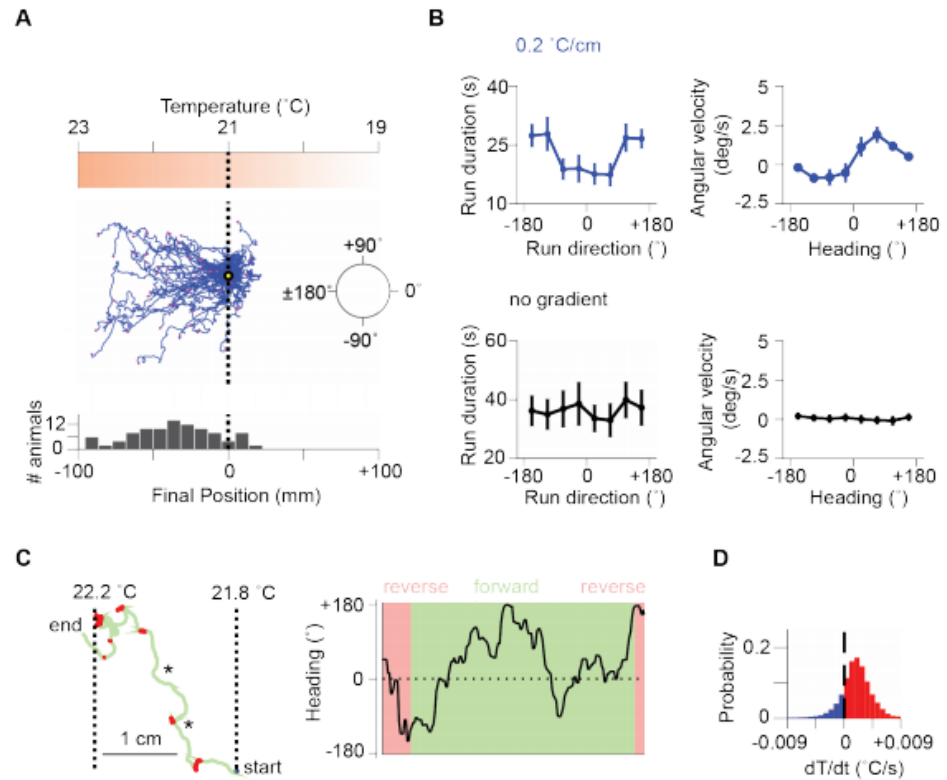 A
Temperature (˚C)
23 21 19
+90˚
±180˚ 0˚
-90˚
# animals
12
0
-100 0 +100
Final Position (mm)
B
0.2 ˚C/cm
Run duration (s)
40
25
10
-180 0 +180
Run direction (˚)
Angular velocity
(deg/s)
5
2.5
0
-2.5
-180 0 +180
Heading (˚)
no gradient
Run duration (s)
60
40
20
-180 0 +180
Run direction (˚)
Angular velocity
(deg/s)
5
2.5
0
-2.5
-180 0 +180
Heading (˚)
C
22.2 ˚C 21.8 ˚C
end
*
*
1 cm
start
reverse forward reverse
Heading (˚)
+180
0
-180
D
Probability
0.2
0
-0.009 0 +0.009
dT/dt (˚C/s)